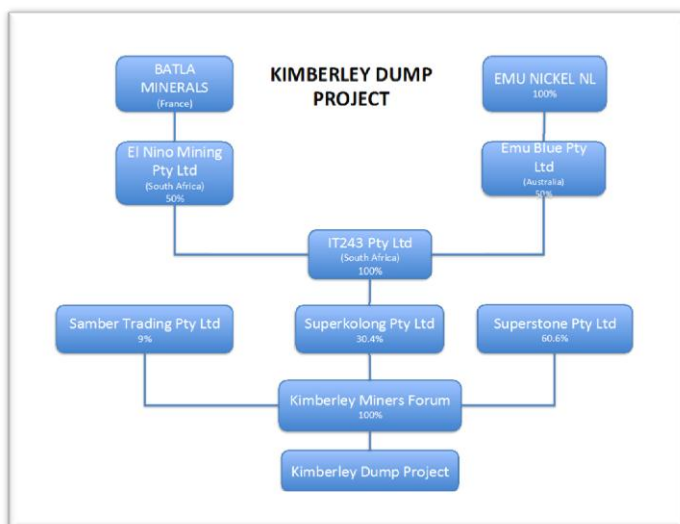 BATLA
MINERALS
(France)
KIMBERLEY DUMP
PROJECT
EMU NICKEL NL
100%
El Nino Mining
Pty Ltd
(South Africa)
50%
Emu Blue Pty
Ltd
(Australia)
50%
IT243 Pty Ltd
(South Africa)
100%
Samber Trading Pty Ltd
9%
Superkolong Pty Ltd
30.4%
Superstone Pty Ltd
60.6%
Kimberley Miners Forum
100%
Kimberley Dump Project